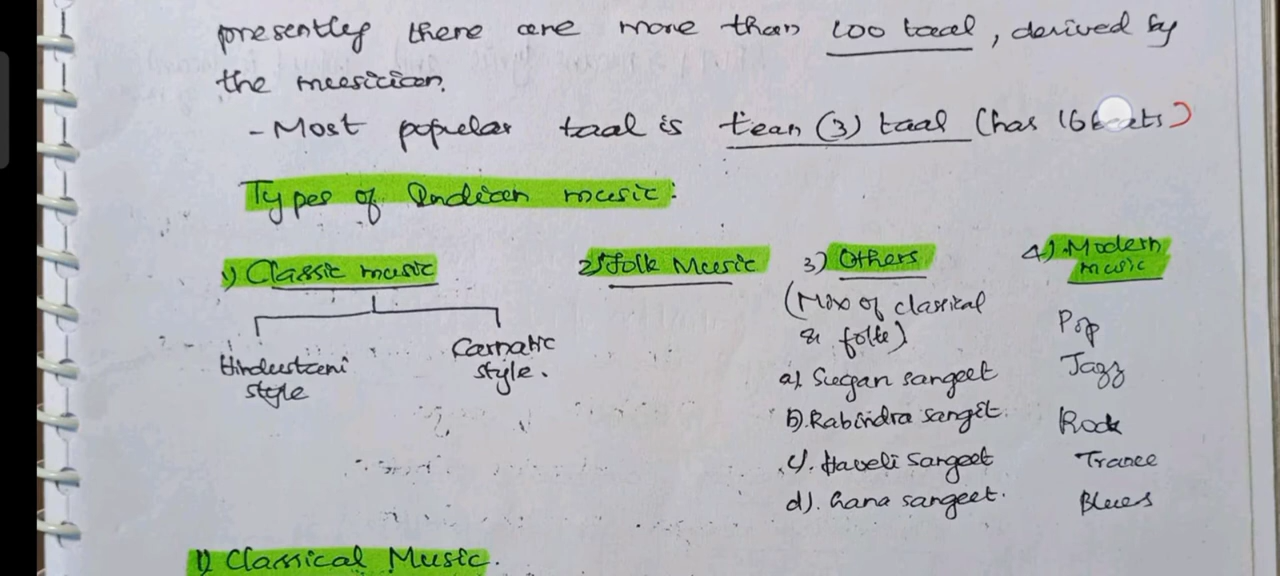 presently there are more than 100 taal, derived by
the musician.
- Most popular taal is tean (3) taal (has 16 beats)
Types of Indian music:
1) Classic music
Hindustani style
Carnatic style.
2) Folk Music
3) Others
(Mix of classical
& folk)
a). Sugan sangeet
b). Rabindra sangit.
c). Haveli Sangeet
d). Gana sangeet.
4) Modern
music
Pop
Jazz
Rock
Trance
Blues
1) Classical Music.